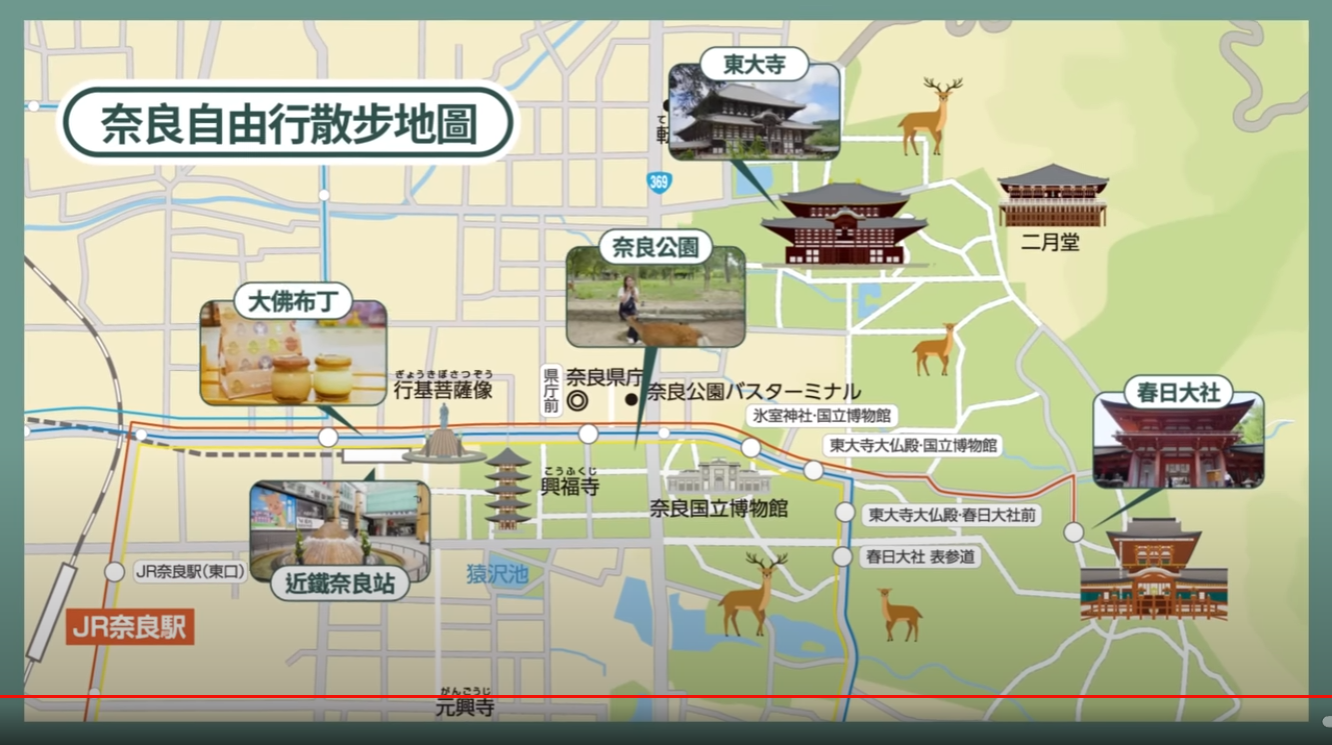 奈良自由行散步地圖
東大寺
て
転
369
二月堂
奈良公園
大佛布丁
ぎょうきぼさつぞう
行基菩薩像
県庁前
奈良県庁
奈良公園バスターミナル
氷室神社・国立博物館
東大寺大仏殿・国立博物館
春日大社
こうふくじ
興福寺
奈良国立博物館
東大寺大仏殿・春日大社前
春日大社 表参道
近鐵奈良站
猿沢池
JR奈良駅(東口)
JR奈良駅
がんごうじ
元興寺